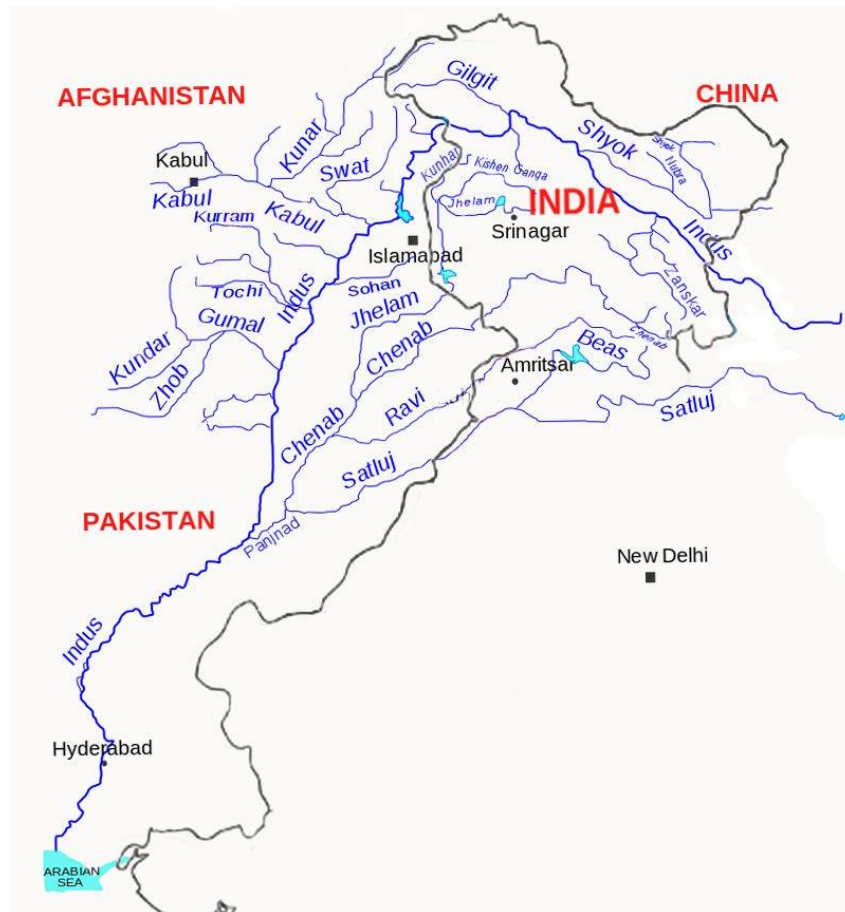 Gilgit
AFGHANISTAN
CHINA
Shyok
Kunar
Shyok
Nubra
Kabul
Swat
Kunhar
Kishen Ganga
Kabul
Jhelam
INDIA
Kurram
Kabul
Srinagar
Indus
Islamabad
Zanskar
Tochi
Indus
Sohan
Jhelam
Gumal
Chenab
Chenab
Beas
Kundar
Zhob
Amritsar
Ravi
Satluj
Chenab
Satluj
PAKISTAN
Panjnad
New Delhi
Indus
Hyderabad
ARABIAN
SEA